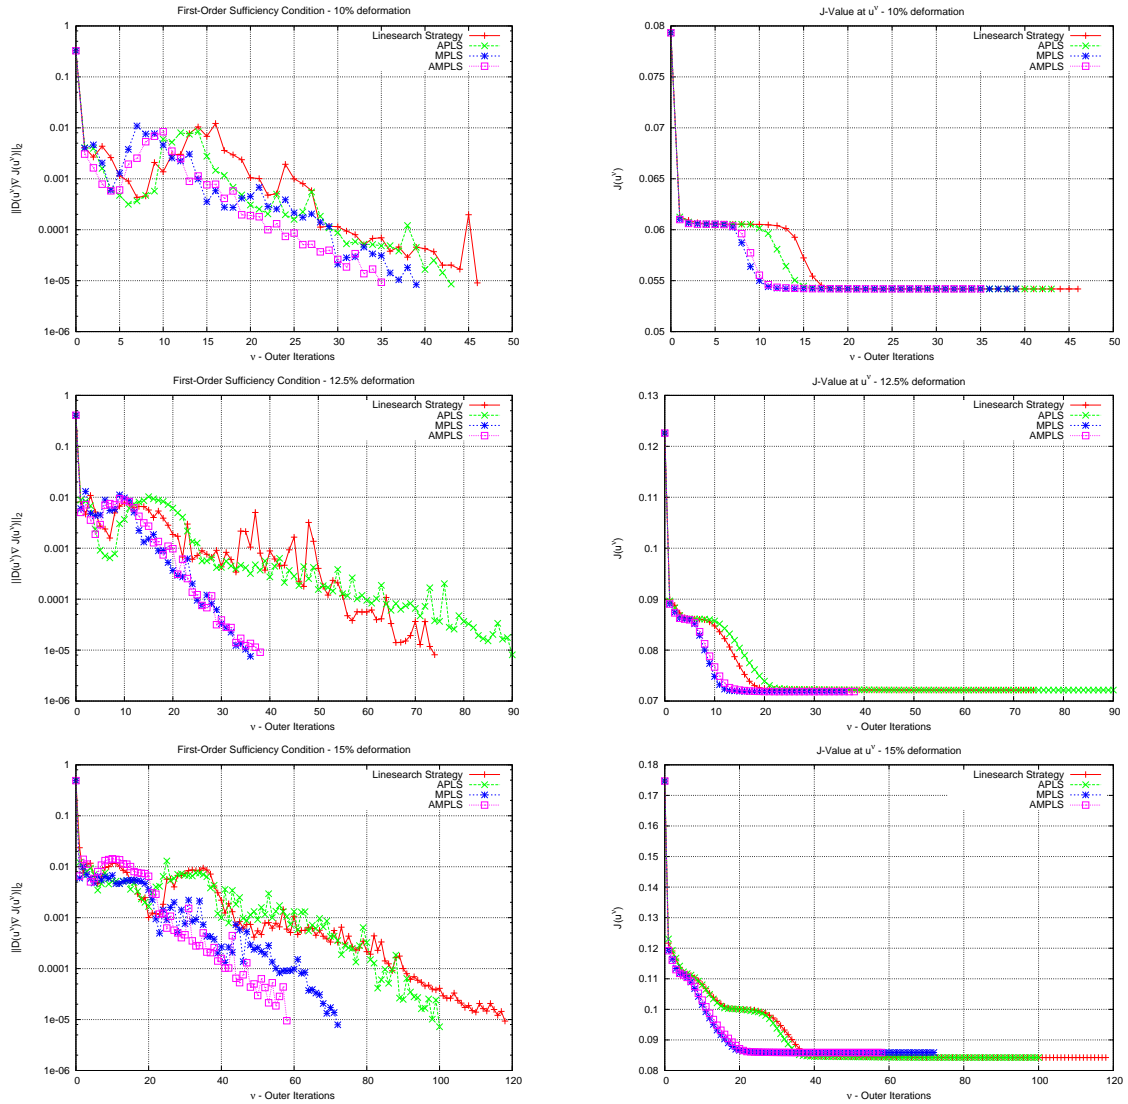 First-Order Sufficiency Condition - 10% deformation
||D(u^ν)∇ J(u^ν)||₂
1
0.1
0.01
0.001
0.0001
1e-05
1e-06
Linesearch Strategy
APLS
MPLS
AMPLS
0 5 10 15 20 25 30 35 40 45 50
ν - Outer Iterations
J-Value at u^ν - 10% deformation
J(u^ν)
0.08
0.075
0.07
0.065
0.06
0.055
0.05
Linesearch Strategy
APLS
MPLS
AMPLS
0 5 10 15 20 25 30 35 40 45 50
ν - Outer Iterations
First-Order Sufficiency Condition - 12.5% deformation
||D(u^ν)∇ J(u^ν)||₂
1
0.1
0.01
0.001
0.0001
1e-05
1e-06
Linesearch Strategy
APLS
MPLS
AMPLS
0 10 20 30 40 50 60 70 80 90
ν - Outer Iterations
J-Value at u^ν - 12.5% deformation
J(u^ν)
0.13
0.12
0.11
0.1
0.09
0.08
0.07
Linesearch Strategy
APLS
MPLS
AMPLS
0 10 20 30 40 50 60 70 80 90
ν - Outer Iterations
First-Order Sufficiency Condition - 15% deformation
||D(u^ν)∇ J(u^ν)||₂
1
0.1
0.01
0.001
0.0001
1e-05
1e-06
Linesearch Strategy
APLS
MPLS
AMPLS
0 20 40 60 80 100 120
ν - Outer Iterations
J-Value at u^ν - 15% deformation
J(u^ν)
0.18
0.17
0.16
0.15
0.14
0.13
0.12
0.11
0.1
0.09
0.08
Linesearch Strategy
APLS
MPLS
AMPLS
0 20 40 60 80 100 120
ν - Outer Iterations